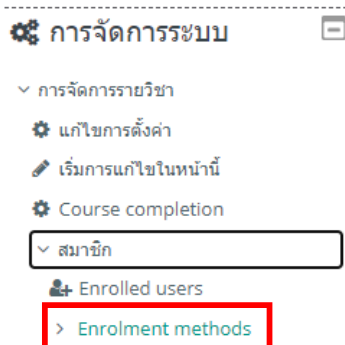 การจัดการระบบ
การจัดการรายวิชา
แก้ไขการตั้งค่า
เริ่มการแก้ไขในหน้านี้
Course completion
สมาชิก
Enrolled users
Enrolment methods